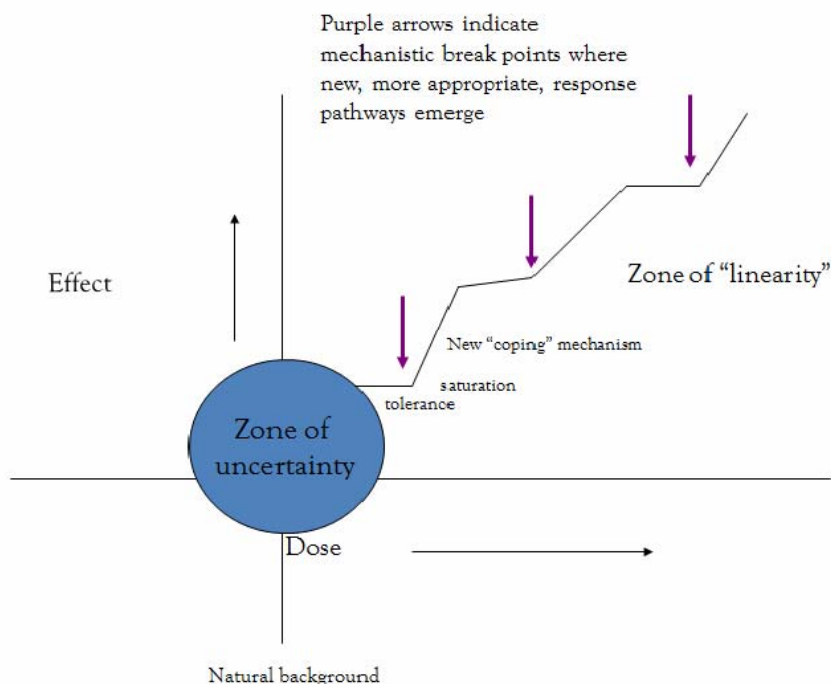 Purple arrows indicate
mechanistic break points where
new, more appropriate, response
pathways emerge
Effect
Zone of “linearity”
New “coping” mechanism
saturation
tolerance
Zone of
uncertainty
Dose
Natural background